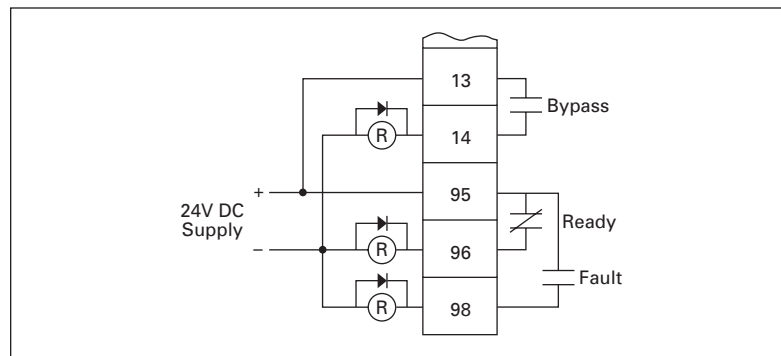 13
Bypass
R
14
+
95
24V DC
Supply
Ready
–
R
96
Fault
R
98